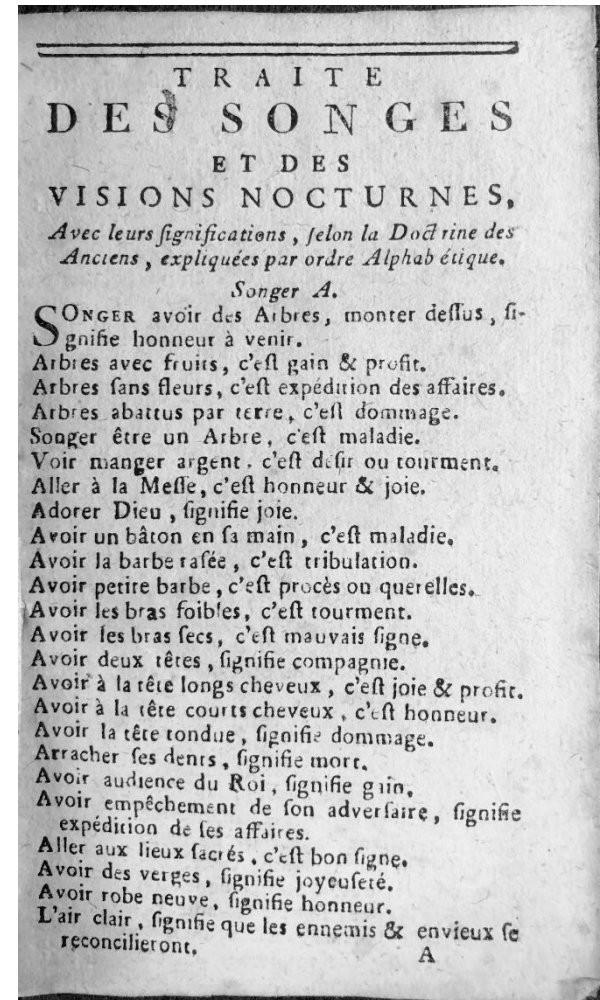 TRAITE
DES SONGES
ET DES
VISIONS NOCTURNES,
Avec leurs ſignifications, ſelon la Doctrine des
Anciens, expliquées par ordre Alphabétique.
Songer A.
SONGER avoir des Arbres, monter deſſus, ſi-
gnifie honneur à venir.
Arbres avec fruits, c'eſt gain & profit.
Arbres ſans fleurs, c'eſt expédition des affaires.
Arbres abattus par terre, c'eſt dommage.
Songer être un Arbre, c'eſt maladie.
Voir manger argent, c'eſt deſir ou tourment.
Aller à la Meſſe, c'eſt honneur & joie.
Adorer Dieu, ſignifie joie.
Avoir un bâton en ſa main, c'eſt maladie.
Avoir la barbe raſée, c'eſt tribulation.
Avoir petite barbe, c'eſt procès ou querelles.
Avoir les bras foibles, c'eſt tourment.
Avoir les bras ſecs, c'eſt mauvais ſigne.
Avoir deux têtes, ſignifie compagnie.
Avoir à la tête longs cheveux, c'eſt joie & profit.
Avoir à la tête courts cheveux, c'eſt honneur.
Avoir la tête tondue, ſignifie dommage.
Arracher ſes dents, ſignifie mort.
Avoir audience du Roi, ſignifie gain.
Avoir empêchement de ſon adverſaire, ſignifie
expédition de ſes affaires.
Aller aux lieux ſacrés, c'eſt bon ſigne.
Avoir des verges, ſignifie joyeuſeté.
Avoir robe neuve, ſignifie honneur.
L'air clair, ſignifie que les ennemis & envieux ſe
reconcilieront.
A